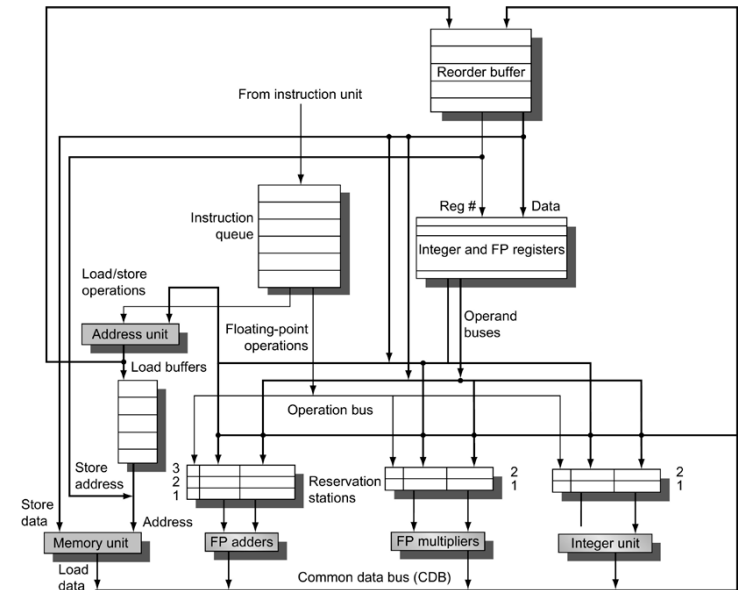 Reorder buffer
From instruction unit
Reg #
Data
Instruction
queue
Integer and FP registers
Load/store
operations
Operand
buses
Address unit
Floating-point
operations
Load buffers
Operation bus
3
2
1
Reservation
stations
2
1
2
1
Store
address
Store
data
Address
Memory unit
FP adders
FP multipliers
Integer unit
Load
data
Common data bus (CDB)